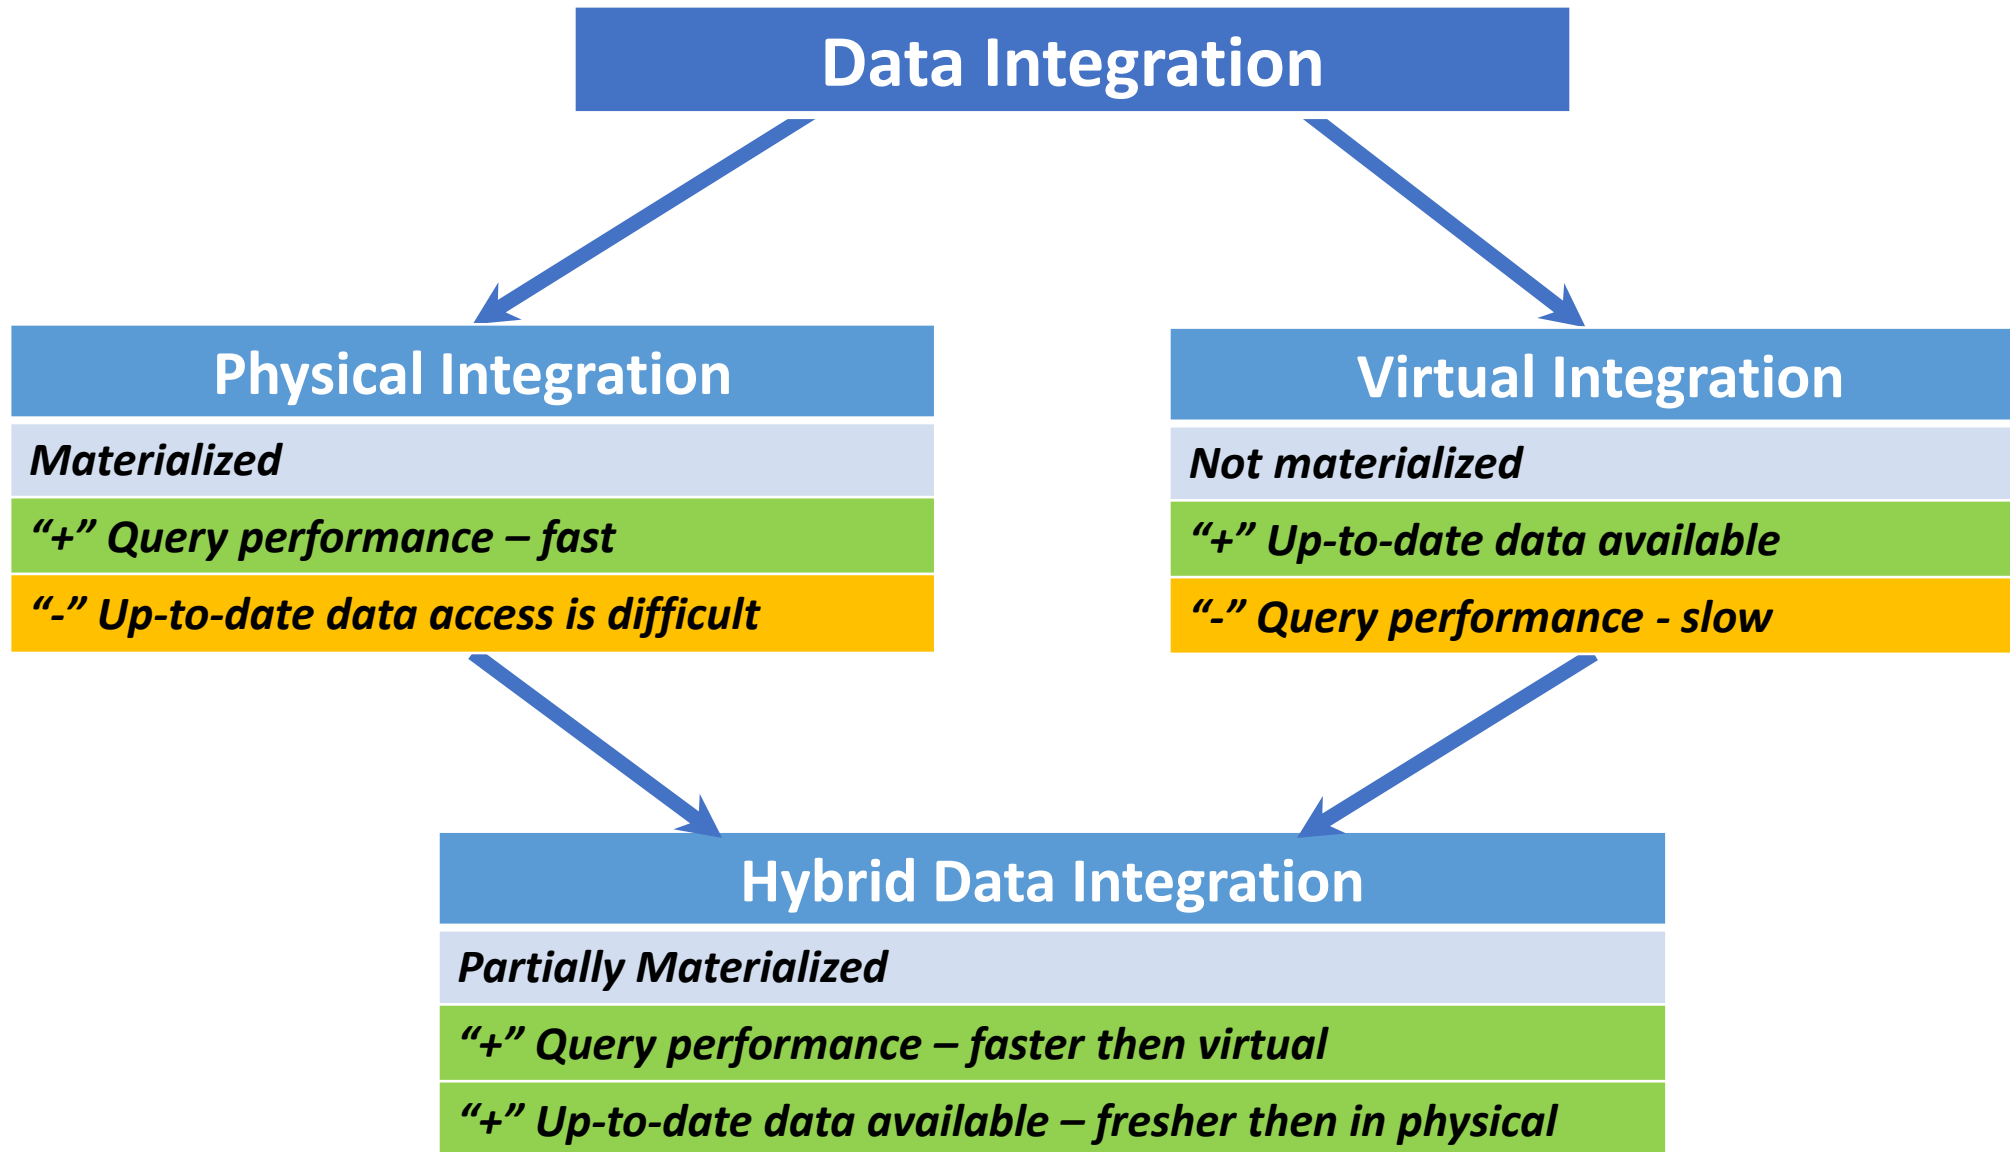 Data Integration
Physical Integration
Materialized
“+” Query performance – fast
“-” Up-to-date data access is difficult
Virtual Integration
Not materialized
“+” Up-to-date data available
“-” Query performance - slow
Hybrid Data Integration
Partially Materialized
“+” Query performance – faster then virtual
“+” Up-to-date data available – fresher then in physical